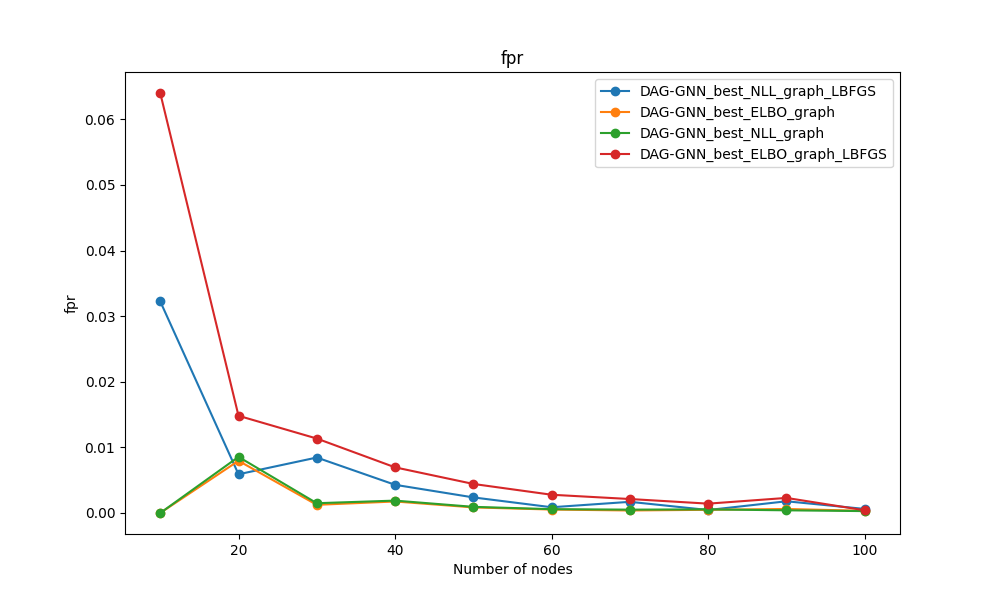 fpr
DAG-GNN_best_NLL_graph_LBFGS
DAG-GNN_best_ELBO_graph
DAG-GNN_best_NLL_graph
DAG-GNN_best_ELBO_graph_LBFGS
fpr
0.06
0.05
0.04
0.03
0.02
0.01
0.00
20 40 60 80 100
Number of nodes